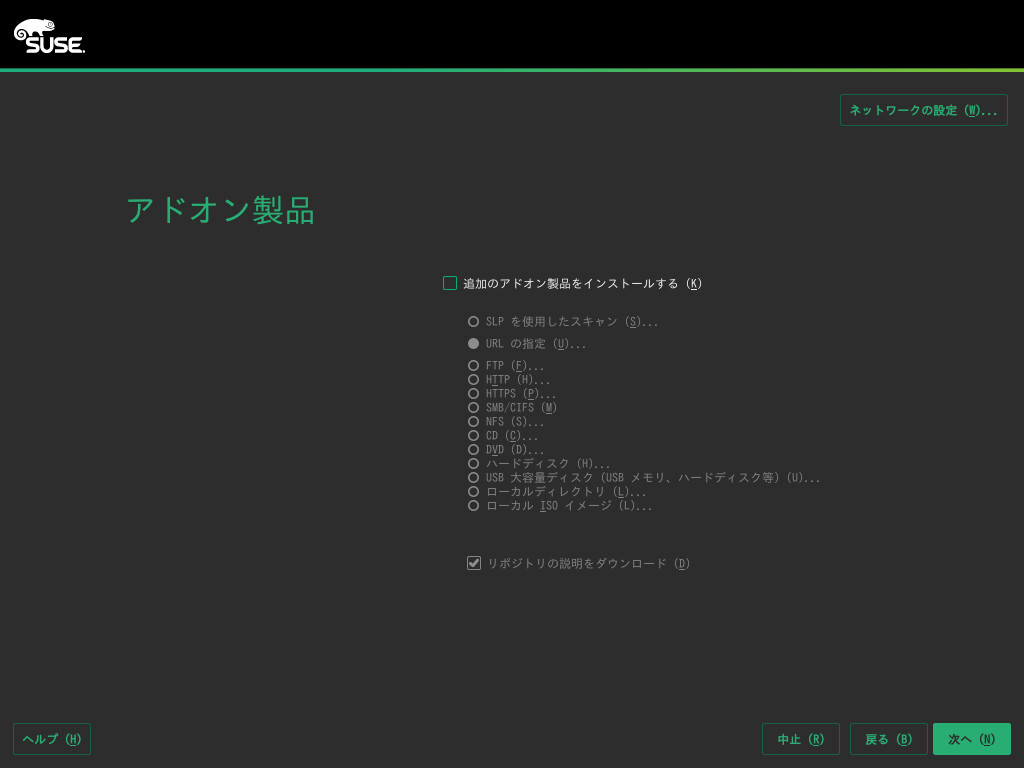 SUSE.
ネットワークの設定 (W)...
アドオン製品
追加のアドオン製品をインストールする (K)
SLP を使用したスキャン (S)...
URL の指定 (U)...
FTP (F)...
HTTP (H)...
HTTPS (P)...
SMB/CIFS (M)
NFS (S)...
CD (C)...
DVD (D)...
ハードディスク (H)...
USB 大容量ディスク (USB メモリ、ハードディスク等) (U)...
ローカルディレクトリ (L)...
ローカル ISO イメージ (L)...
リポジトリの説明をダウンロード (D)
ヘルプ (H)
中止 (R)
戻る (B)
次へ (N)